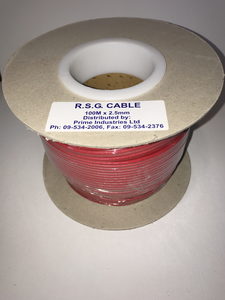 R.S.G. CABLE
100M x 2.5mm
Distributed by:
Prime Industries Ltd
Ph: 09-534-2006, Fax: 09-534-2376